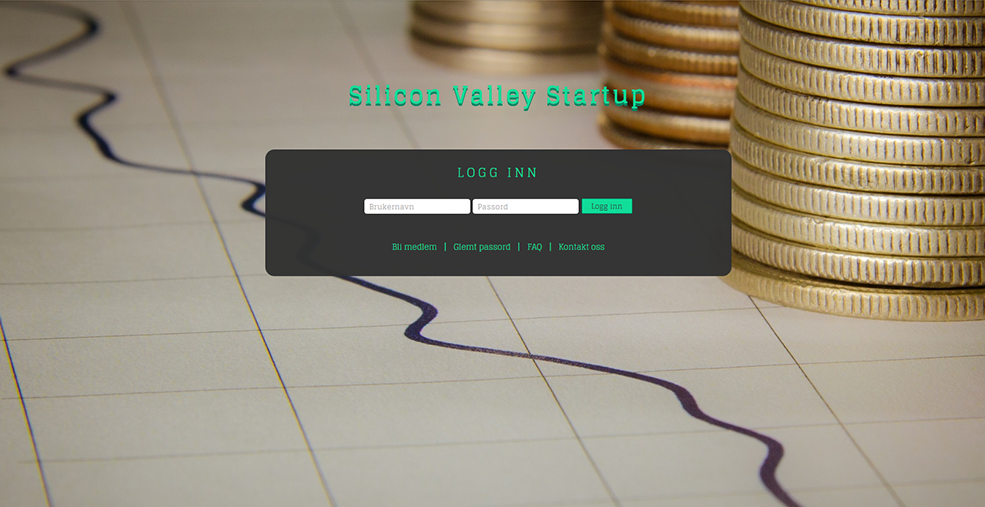 Silicon Valley Startup
LOGG INN
Brukernavn Passord Logg inn
Bli medlem | Glemt passord | FAQ | Kontakt oss